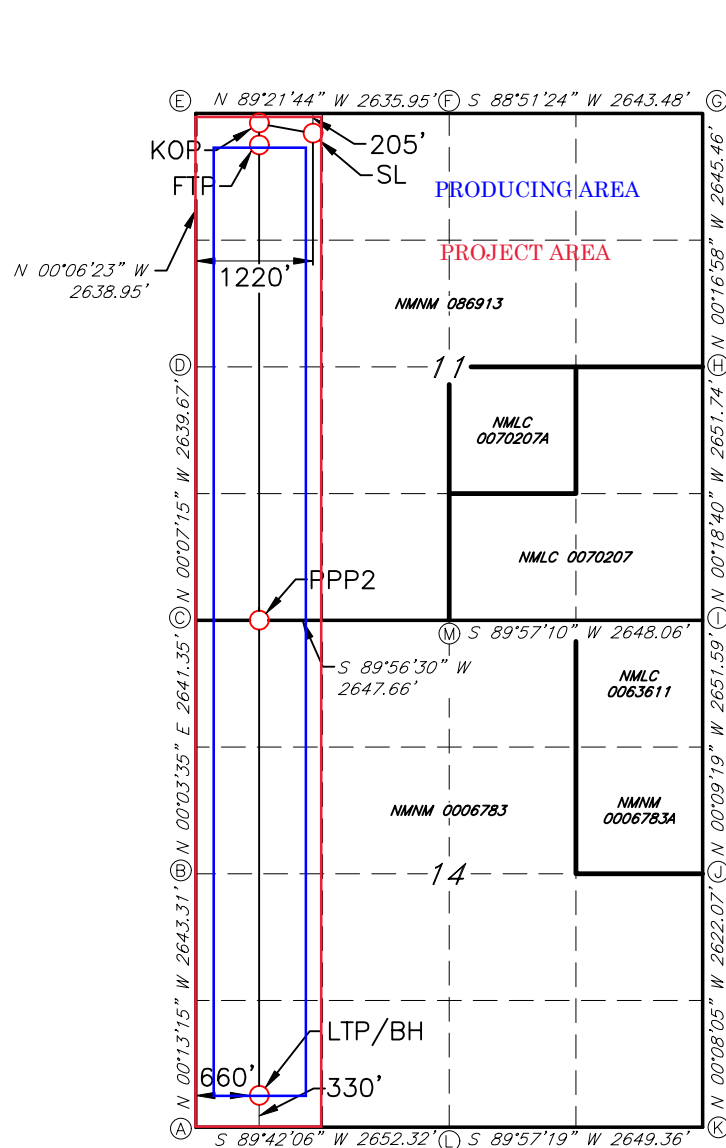 E N 89°21'44" W 2635.95' F S 88°51'24" W 2643.48' G
KOP
205'
FTP
SL
PRODUCING AREA
N 00°16'58" W 2645.46'
PROJECT AREA
N 00°06'23" W
2638.95'
1220'
NMNM 086913
D
11
H
NMLC
0070207A
N 00°07'15" W 2639.67'
N 00°18'40" W 2651.74'
NMLC 0070207
PPP2
C
M S 89°57'10" W 2648.06'
I
S 89°56'30" W
2647.66'
NMLC
0063611
N 00°03'35" E 2641.35'
N 00°09'19" W 2651.59'
NMNM 0006783
NMNM
0006783A
B
14
J
N 00°13'15" W 2643.31'
N 00°08'05" W 2622.07'
LTP/BH
660'
330'
A S 89°42'06" W 2652.32' L S 89°57'19" W 2649.36' K